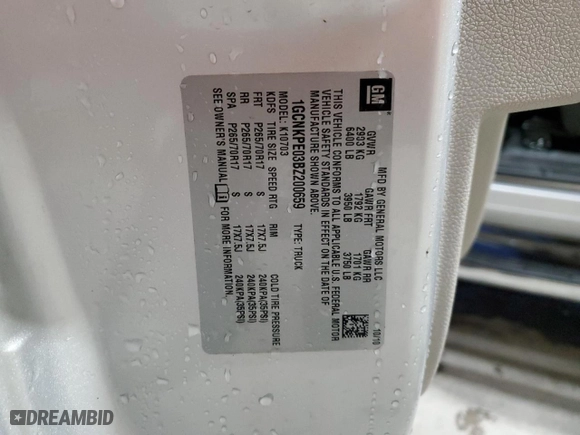 GM
MFD BY GENERAL MOTORS LLC
10/10
GVWR GAWR FRT GAWR RR
2903 KG 1792 KG 1701 KG
6400 LB 3950 LB 3750 LB
THIS VEHICLE CONFORMS TO ALL APPLICABLE U.S. FEDERAL MOTOR
VEHICLE SAFETY STANDARDS IN EFFECT ON THE DATE OF
MANUFACTURE SHOWN ABOVE.
1GCNKPE03BZ200659 TYPE: TRUCK
MODEL: K10703
KDFS TIRE SIZE SPEED RTG RIM COLD TIRE PRESSURE
FRT P265/70R17 S 17X7.5J 240KPA(35PSI)
RR P265/70R17 S 17X7.5J 240KPA(35PSI)
SPA P265/70R17 S 17X7.5J 240KPA(35PSI)
SEE OWNER'S MANUAL FOR MORE INFORMATION.
DREAMBID